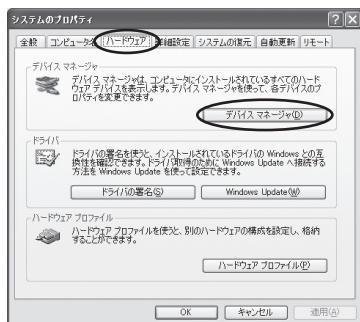 システムのプロパティ
全般 コンピュータ名 ハードウェア 詳細設定 システムの復元 自動更新 リモート
デバイス マネージャ
デバイス マネージャは、コンピュータにインストールされているすべてのハード
ウェア デバイスを表示します。デバイス マネージャを使って、各デバイスのプ
ロパティを変更できます。
デバイス マネージャ(D)
ドライバ
ドライバの署名を使うと、インストールされているドライバの Windows との互
換性を確認できます。ドライバ取得のために Windows Update へ接続する
方法を Windows Update を使って設定できます。
ドライバの署名(S) Windows Update(W)
ハードウェア プロファイル
ハードウェア プロファイルを使うと、別のハードウェアの構成を設定し、格納
することができます。
ハードウェア プロファイル(P)
OK キャンセル 適用(A)